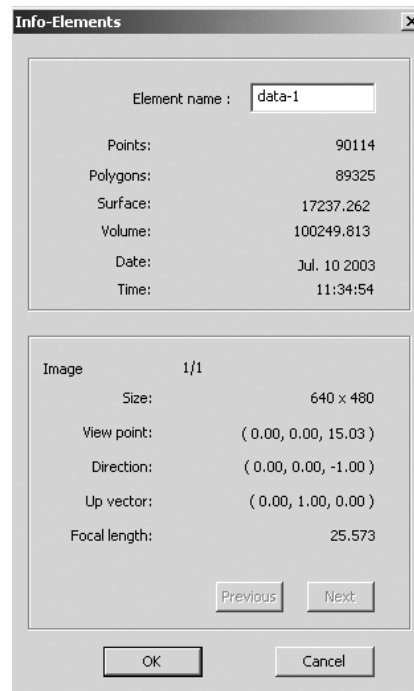 Info-Elements
Element name : data-1
Points: 90114
Polygons: 89325
Surface: 17237.262
Volume: 100249.813
Date: Jul. 10 2003
Time: 11:34:54
Image 1/1
Size: 640 x 480
View point: ( 0.00, 0.00, 15.03 )
Direction: ( 0.00, 0.00, -1.00 )
Up vector: ( 0.00, 1.00, 0.00 )
Focal length: 25.573
Previous Next
OK Cancel